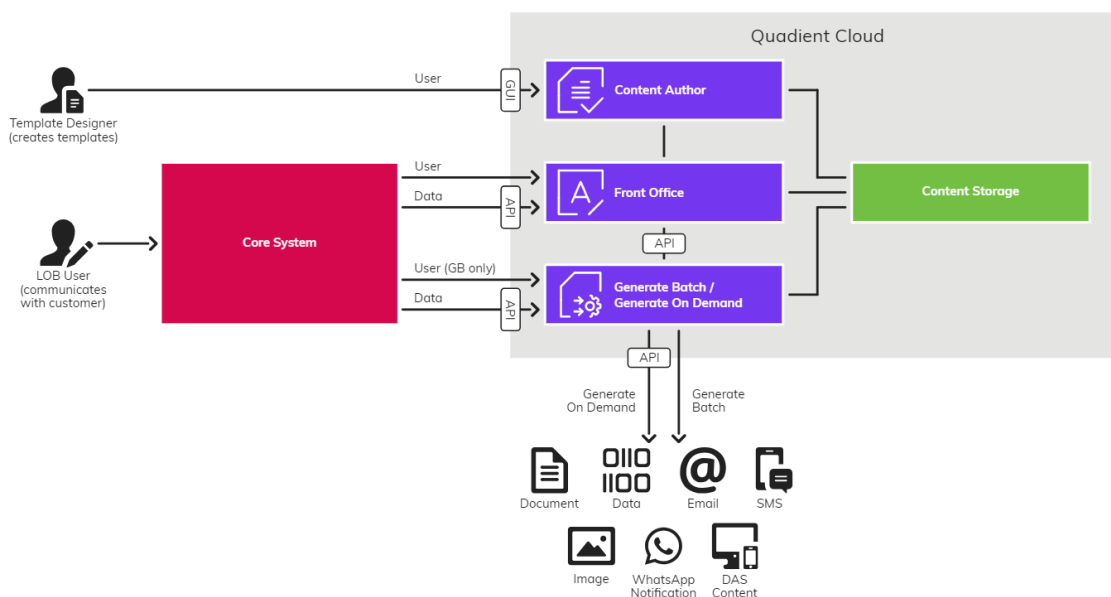 Quadient Cloud
User
GUI
Content Author
Template Designer
(creates templates)
User
Data
API
Front Office
Content Storage
Core System
API
LOB User
(communicates
with customer)
User (GB only)
Data
API
Generate Batch /
Generate On Demand
API
Generate
On Demand
Generate
Batch
0110
1100
Document
Data
@
Email
SMS
Image
WhatsApp
Notification
DAS
Content